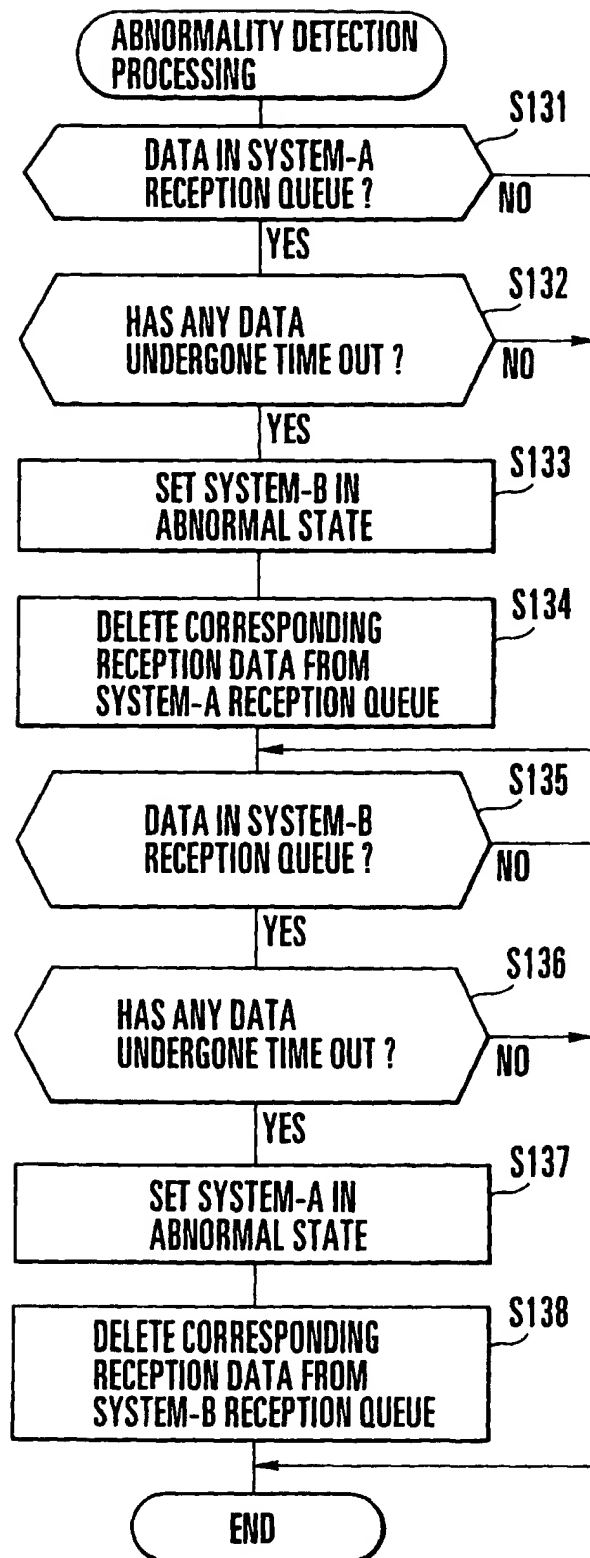 ABNORMALITY DETECTION
PROCESSING
S131
DATA IN SYSTEM-A
RECEPTION QUEUE ?
NO
YES
S132
HAS ANY DATA
UNDERGONE TIME OUT ?
NO
YES
S133
SET SYSTEM-B IN
ABNORMAL STATE
S134
DELETE CORRESPONDING
RECEPTION DATA FROM
SYSTEM-A RECEPTION QUEUE
S135
DATA IN SYSTEM-B
RECEPTION QUEUE ?
NO
YES
S136
HAS ANY DATA
UNDERGONE TIME OUT ?
NO
YES
S137
SET SYSTEM-A IN
ABNORMAL STATE
S138
DELETE CORRESPONDING
RECEPTION DATA FROM
SYSTEM-B RECEPTION QUEUE
END